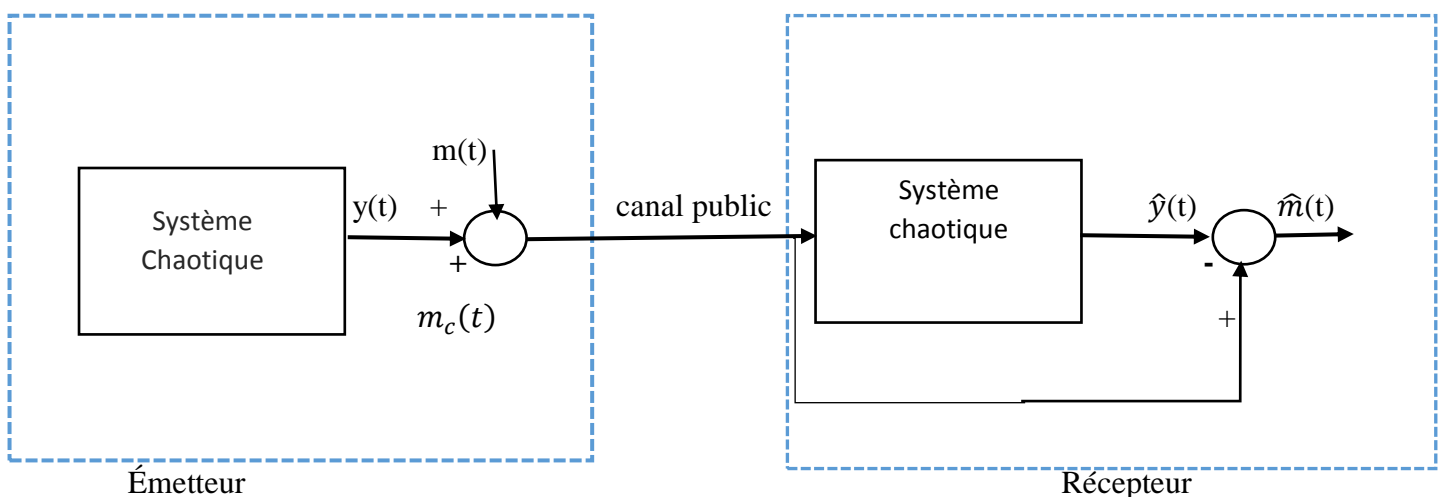 m(t)
y(t)
+
+
Système
Chaotique
m_c(t)
canal public
Système
chaotique
ŷ(t)
m̂(t)
-
+
Émetteur
Récepteur